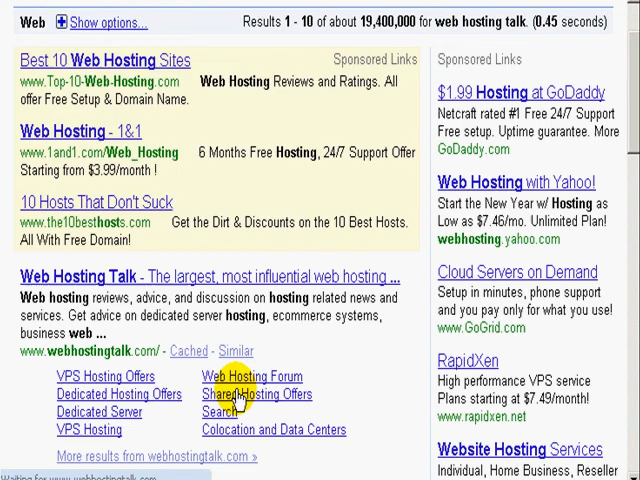 Web Show options... Results 1 - 10 of about 19,400,000 for web hosting talk. (0.45 seconds)
Best 10 Web Hosting Sites Sponsored Links
www.Top-10-Web-Hosting.com Web Hosting Reviews and Ratings. All
offer Free Setup & Domain Name.
Web Hosting - 1&1
www.1and1.com/Web_Hosting 6 Months Free Hosting, 24/7 Support Offer
Starting from $3.99/month !
10 Hosts That Don't Suck
www.the10besthosts.com Get the Dirt & Discounts on the 10 Best Hosts.
All With Free Domain!
Web Hosting Talk - The largest, most influential web hosting ...
Web hosting reviews, advice, and discussion on hosting related news and
services. Get advice on dedicated server hosting, ecommerce systems,
business web ...
www.webhostingtalk.com/ - Cached - Similar
VPS Hosting Offers Web Hosting Forum
Dedicated Hosting Offers Shared Hosting Offers
Dedicated Server Search
VPS Hosting Colocation and Data Centers
More results from webhostingtalk.com »
Waiting for www.webhostingtalk.com
Sponsored Links
$1.99 Hosting at GoDaddy
Netcraft rated #1 Free 24/7 Support
Free setup. Uptime guarantee. More
GoDaddy.com
Web Hosting with Yahoo!
Start the New Year w/ Hosting as
Low as $7.46/mo. Unlimited Plan!
webhosting.yahoo.com
Cloud Servers on Demand
Setup in minutes, phone support
and you pay only for what you use!
www.GoGrid.com
RapidXen
High performance VPS service
Plans starting at $7.49/month!
www.rapidxen.net
Website Hosting Services
Individual, Home Business, Reseller